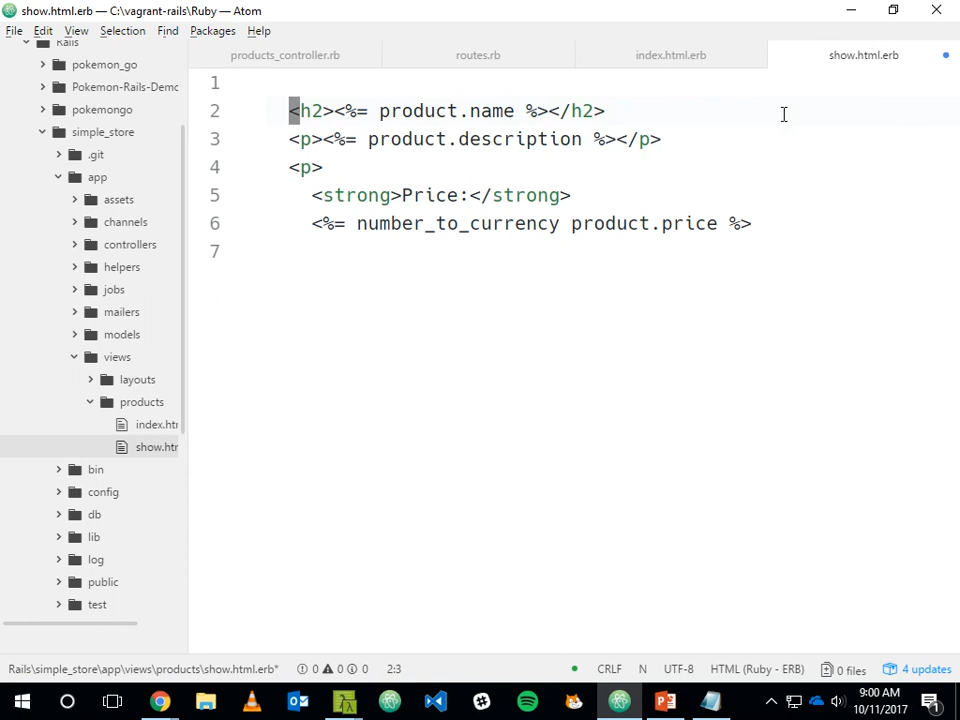 show.html.erb — C:\vagrant-rails\Ruby — Atom
File Edit View Selection Find Packages Help
Rails
pokemon_go
Pokemon-Rails-Demc
pokemongo
simple_store
.git
app
assets
channels
controllers
helpers
jobs
mailers
models
views
layouts
products
index.htr
show.htr
bin
config
db
lib
log
public
test
products_controller.rb routes.rb index.html.erb show.html.erb
1
2 <h2><%= product.name %></h2>
3 <p><%= product.description %></p>
4 <p>
5 <strong>Price:</strong>
6 <%= number_to_currency product.price %>
7
Rails\simple_store\app\views\products\show.html.erb* 0 0 0 2:3 CRLF N UTF-8 HTML (Ruby - ERB) 0 files 4 updates
9:00 AM
10/11/2017
1